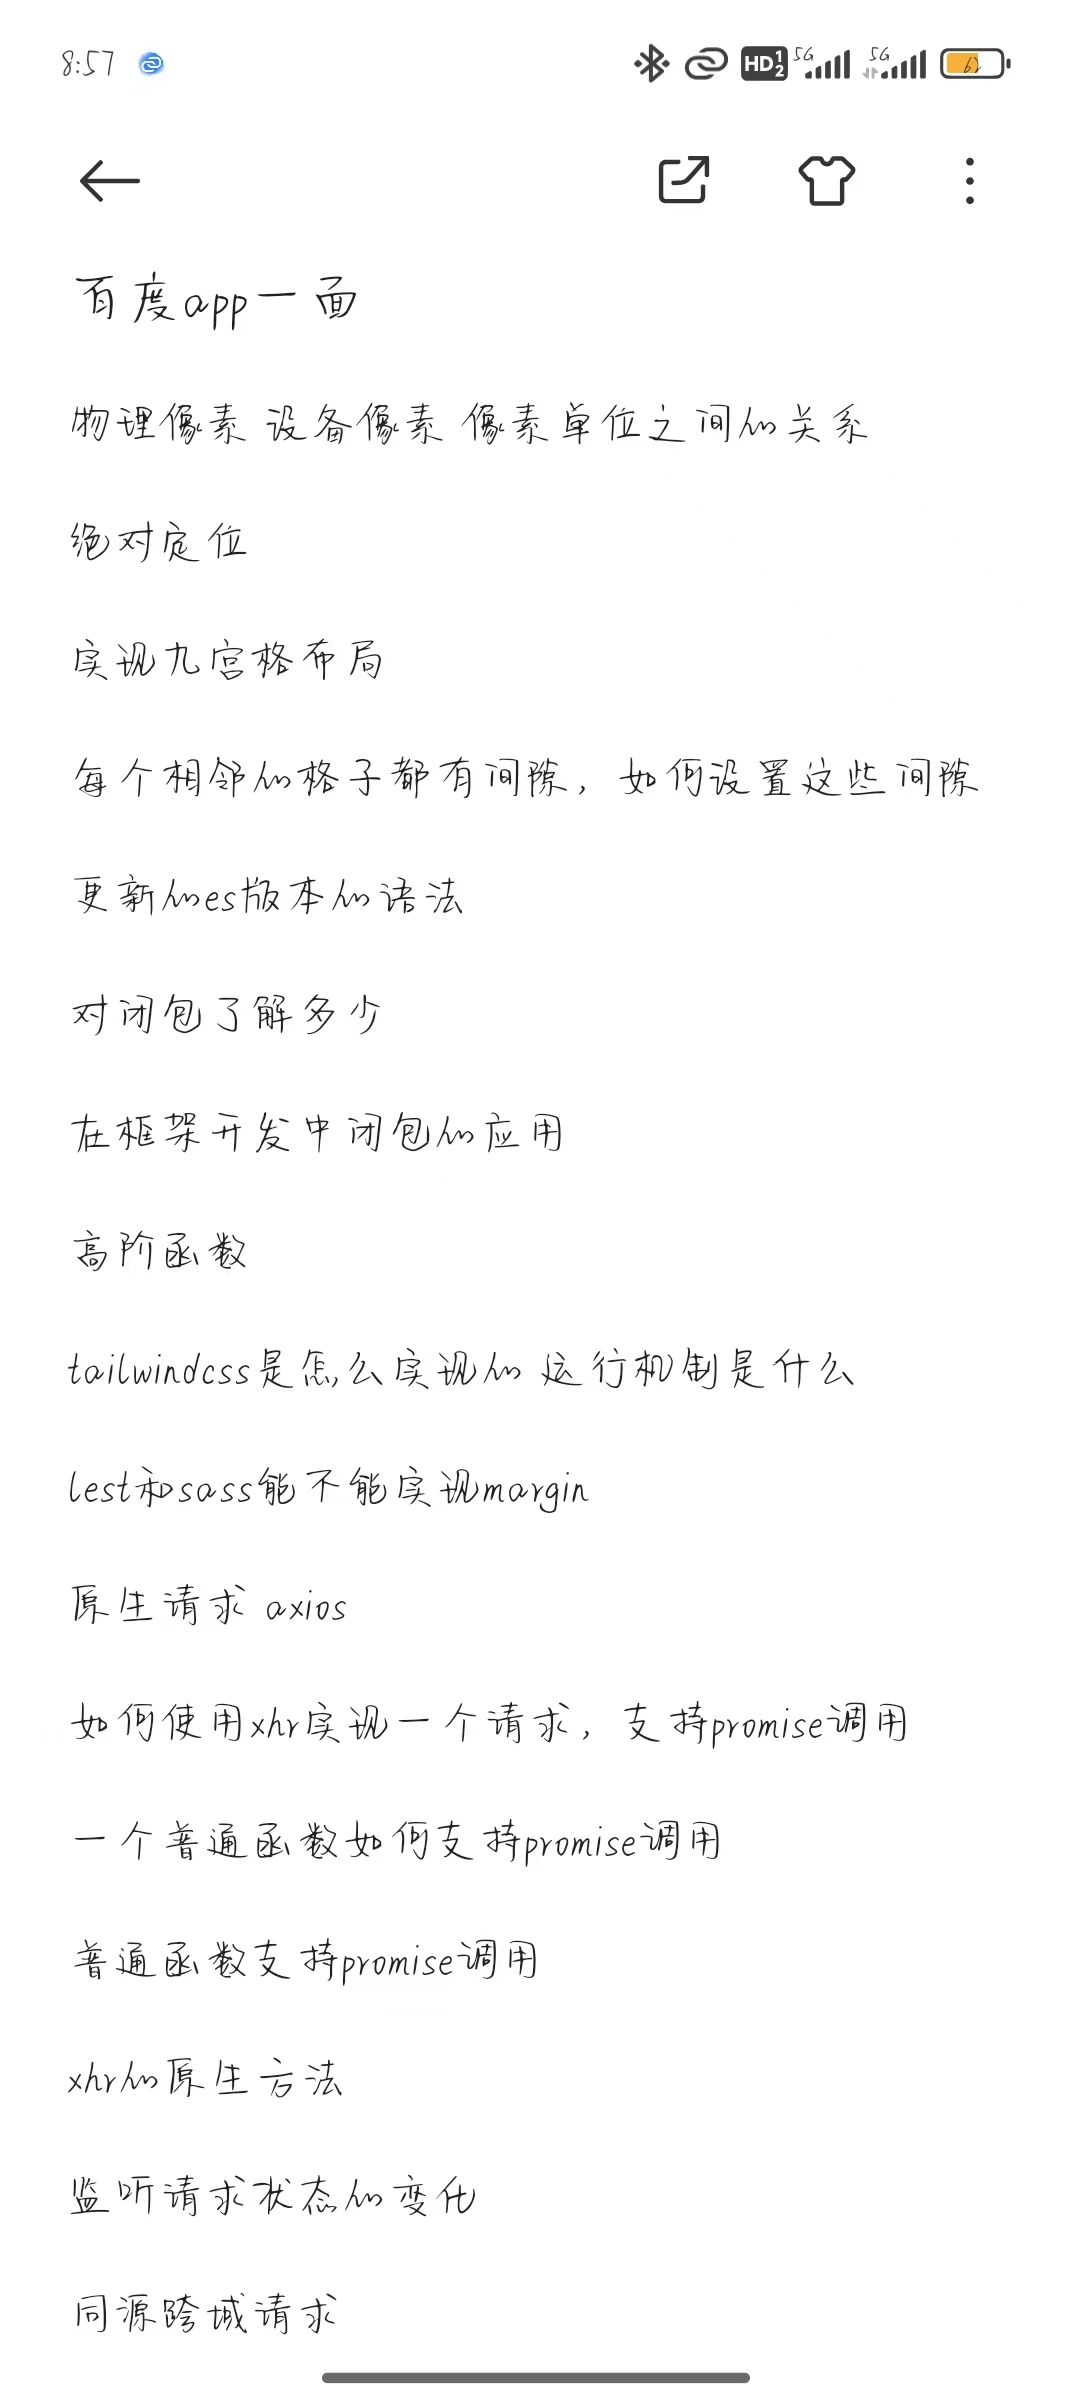 8:57
HD 1 2 5G 5G 62
百度app一面
物理像素 设备像素 像素单位之间的关系
绝对定位
实现九宫格布局
每个相邻的格子都有间隙，如何设置这些间隙
更新的es版本的语法
对闭包了解多少
在框架开发中闭包的应用
高阶函数
tailwindcss是怎么实现的 运行机制是什么
lest和sass能不能实现margin
原生请求 axios
如何使用xhr实现一个请求，支持promise调用
一个普通函数如何支持promise调用
普通函数支持promise调用
xhr的原生方法
监听请求状态的变化
同源跨域请求